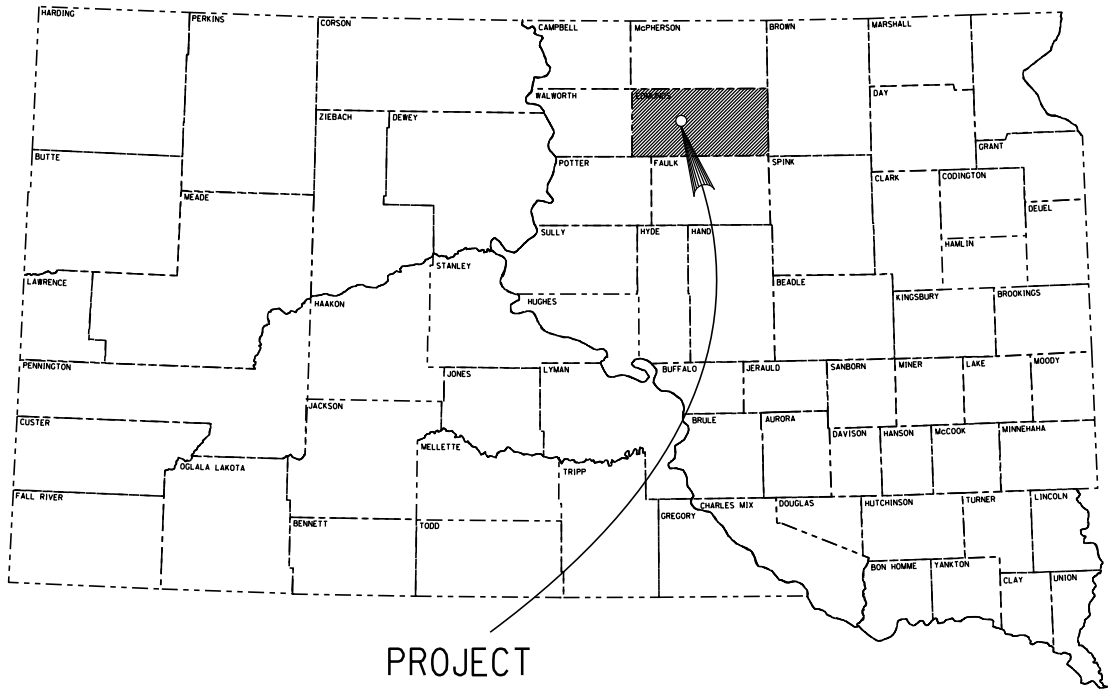 HARDING
PERKINS
CORSON
CAMPBELL
McPHERSON
BROWN
MARSHALL
WALWORTH
EDMUNDS
DAY
ZIEBACH
DEWEY
GRANT
BUTTE
POTTER
FAULK
SPINK
CLARK
CODINGTON
MEADE
DEUEL
SULLY
HYDE
HAND
HAMLIN
STANLEY
LAWRENCE
BEADLE
HAAKON
HUGHES
KINGSBURY
BROOKINGS
PENNINGTON
JONES
LYMAN
BUFFALO
JERAULD
SANBORN
MINER
LAKE
MOODY
JACKSON
CUSTER
BRULE
AURORA
DAVISON
HANSON
McCOOK
MINNEHAHA
MELLETTE
OGLALA LAKOTA
TRIPP
FALL RIVER
GREGORY
CHARLES MIX
DOUGLAS
HUTCHINSON
TURNER
LINCOLN
BENNETT
TODD
BON HOMME
YANKTON
CLAY
UNION
PROJECT